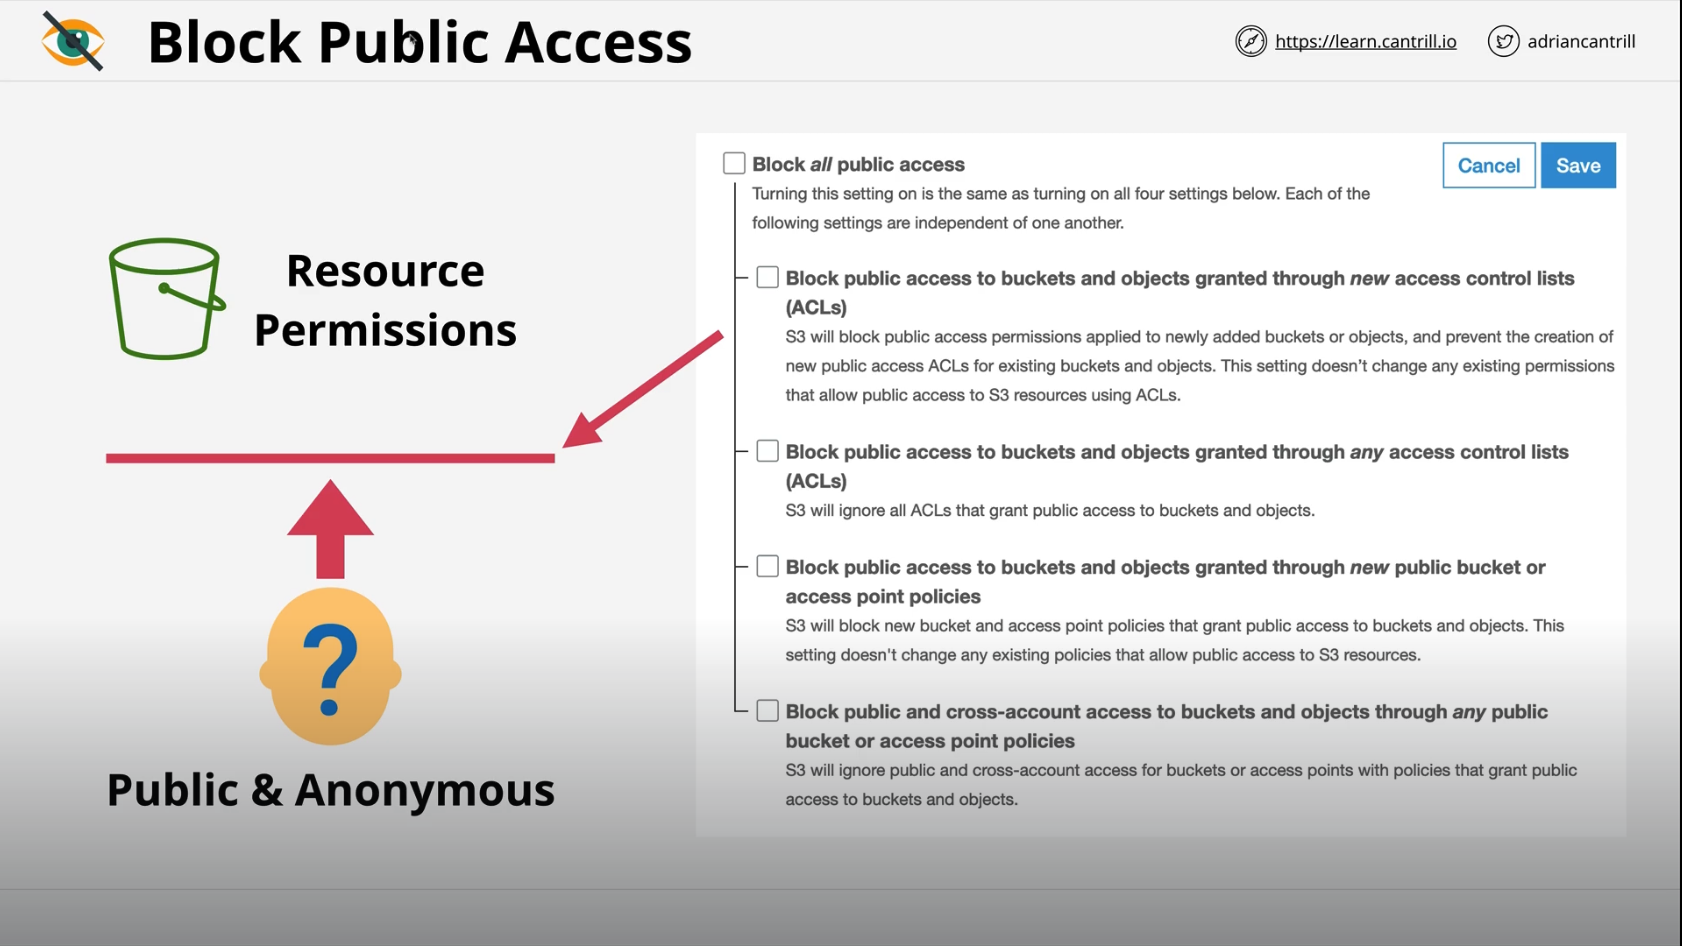 Block Public Access
https://learn.cantrill.io
adriancantrill
Resource
Permissions
?
Public & Anonymous
Block all public access
Cancel
Save
Turning this setting on is the same as turning on all four settings below. Each of the
following settings are independent of one another.
Block public access to buckets and objects granted through new access control lists
(ACLs)
S3 will block public access permissions applied to newly added buckets or objects, and prevent the creation of
new public access ACLs for existing buckets and objects. This setting doesn't change any existing permissions
that allow public access to S3 resources using ACLs.
Block public access to buckets and objects granted through any access control lists
(ACLs)
S3 will ignore all ACLs that grant public access to buckets and objects.
Block public access to buckets and objects granted through new public bucket or
access point policies
S3 will block new bucket and access point policies that grant public access to buckets and objects. This
setting doesn't change any existing policies that allow public access to S3 resources.
Block public and cross-account access to buckets and objects through any public
bucket or access point policies
S3 will ignore public and cross-account access for buckets or access points with policies that grant public
access to buckets and objects.